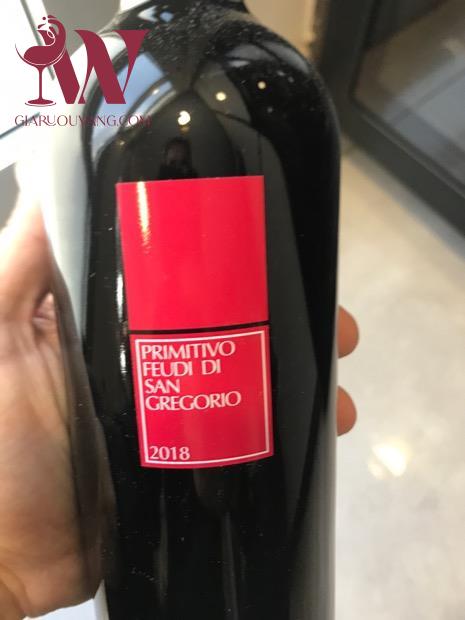 W
GIARUOUVANG.COM
PRIMITIVO
FEUDI DI
SAN
GREGORIO
2018